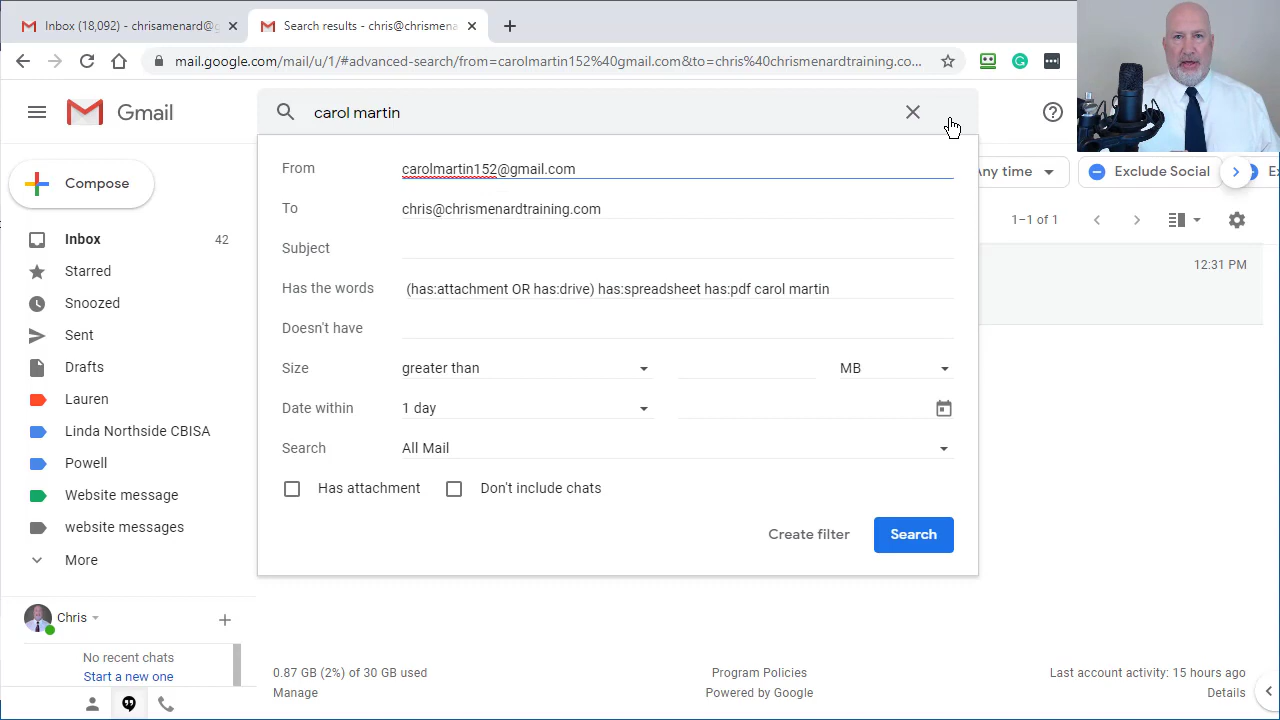 Inbox (18,092) - chrisamenard@g
Search results - chris@chrismena
mail.google.com/mail/u/1/#advanced-search/from=carolmartin152%40gmail.com&to=chris%40chrismenardtraining.co...
Gmail
carol martin
Compose
Inbox 42
Starred
Snoozed
Sent
Drafts
Lauren
Linda Northside CBISA
Powell
Website message
website messages
More
Chris
No recent chats
Start a new one
From carolmartin152@gmail.com
To chris@chrismenardtraining.com
Subject
Has the words (has:attachment OR has:drive) has:spreadsheet has:pdf carol martin
Doesn't have
Size greater than MB
Date within 1 day
Search All Mail
Has attachment Don't include chats
Create filter Search
Any time Exclude Social Ex
1–1 of 1
12:31 PM
0.87 GB (2%) of 30 GB used
Manage
Program Policies
Powered by Google
Last account activity: 15 hours ago
Details